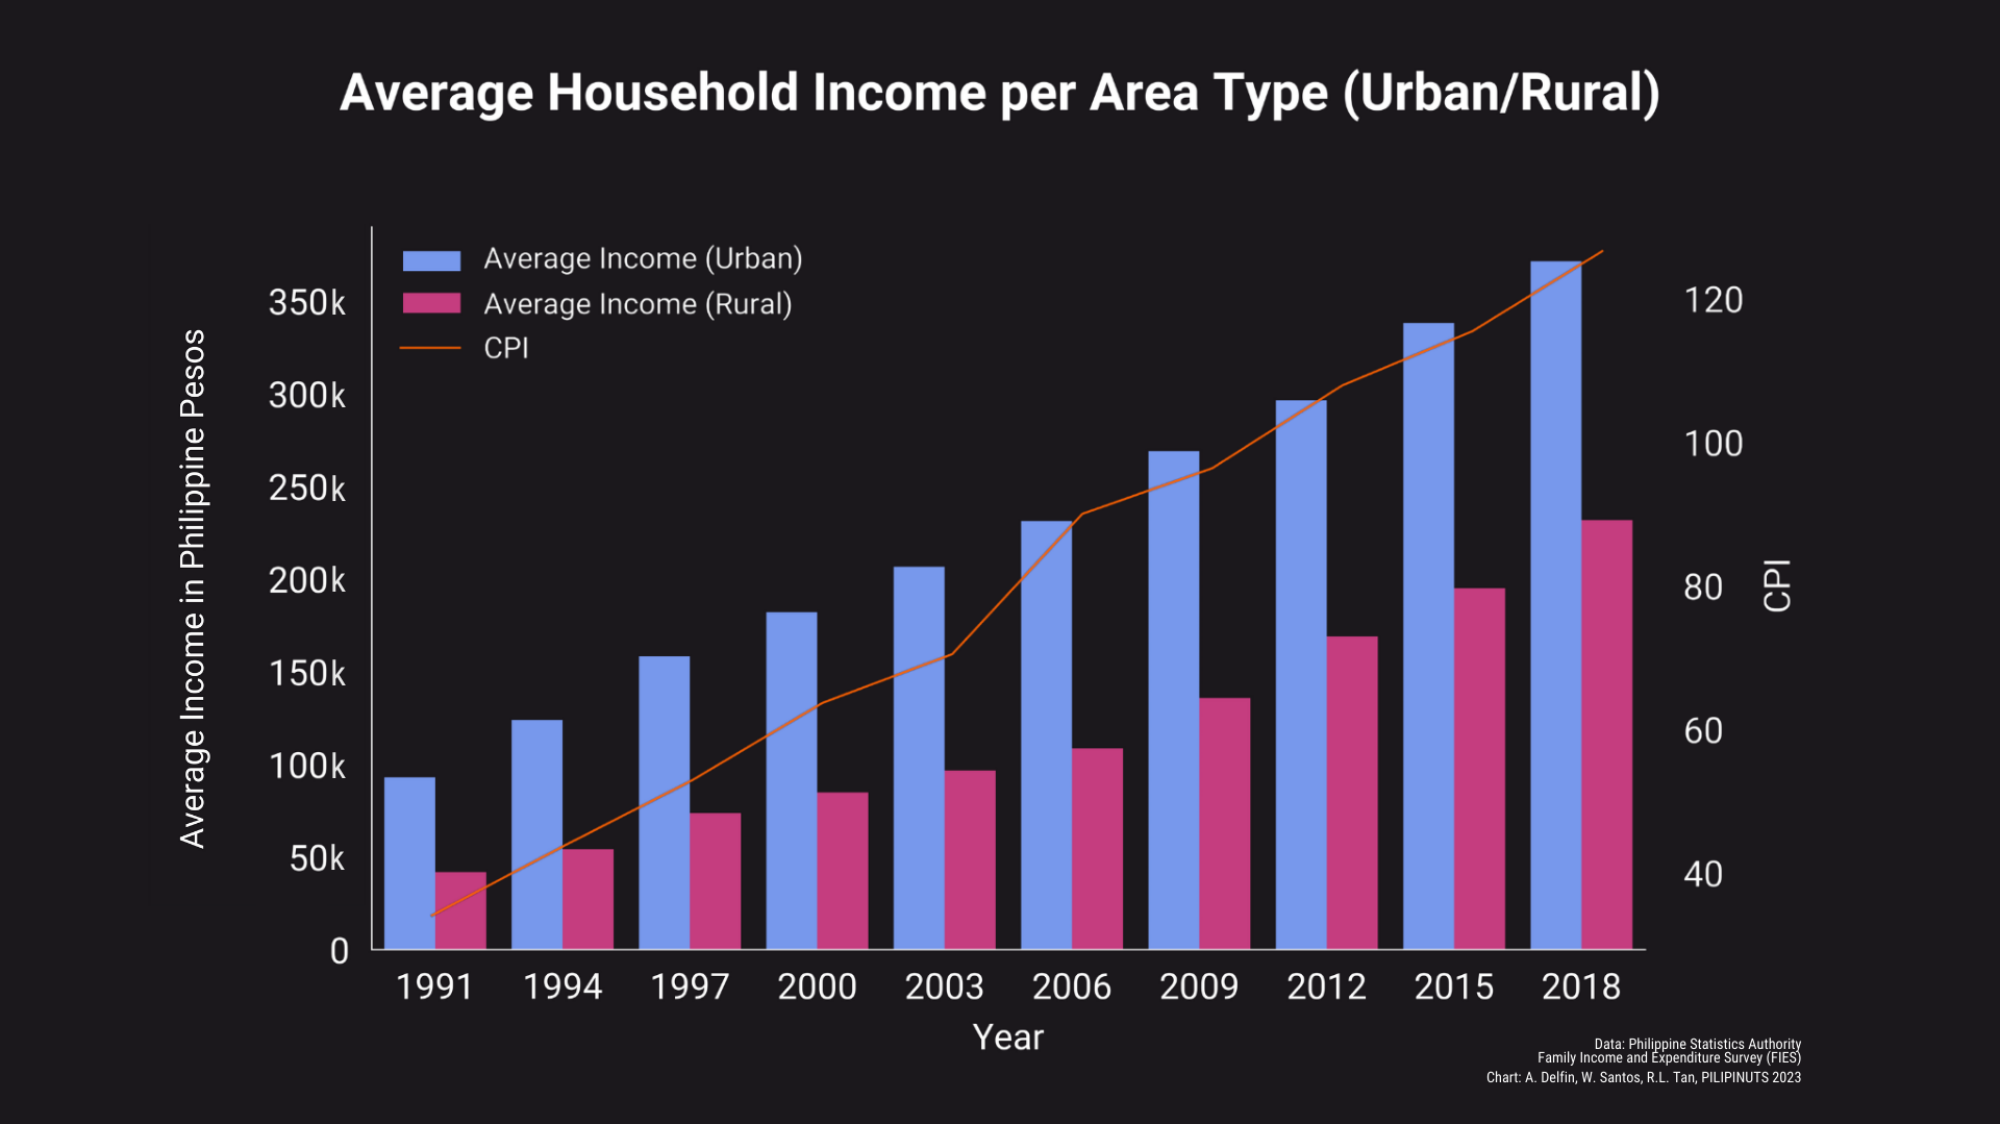 Average Household Income per Area Type (Urban/Rural)
Average Income (Urban)
Average Income (Rural)
CPI
Average Income in Philippine Pesos
350k
300k
250k
200k
150k
100k
50k
0
120
100
80
60
40
CPI
1991 1994 1997 2000 2003 2006 2009 2012 2015 2018
Year
Data: Philippine Statistics Authority
Family Income and Expenditure Survey (FIES)
Chart: A. Delfin, W. Santos, R.L. Tan, PILIPINUTS 2023